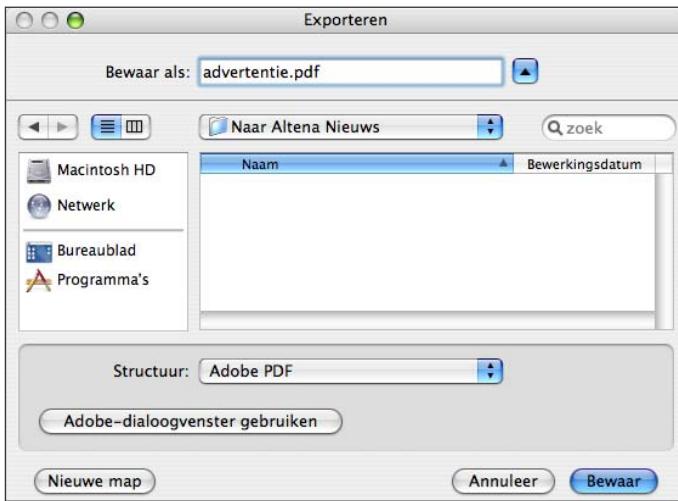 Exporteren
Bewaar als: advertentie.pdf
Naar Altena Nieuws
zoek
Macintosh HD
Netwerk
Bureaublad
Programma's
Naam Bewerkingsdatum
Structuur: Adobe PDF
Adobe-dialoogvenster gebruiken
Nieuwe map Annuleer Bewaar